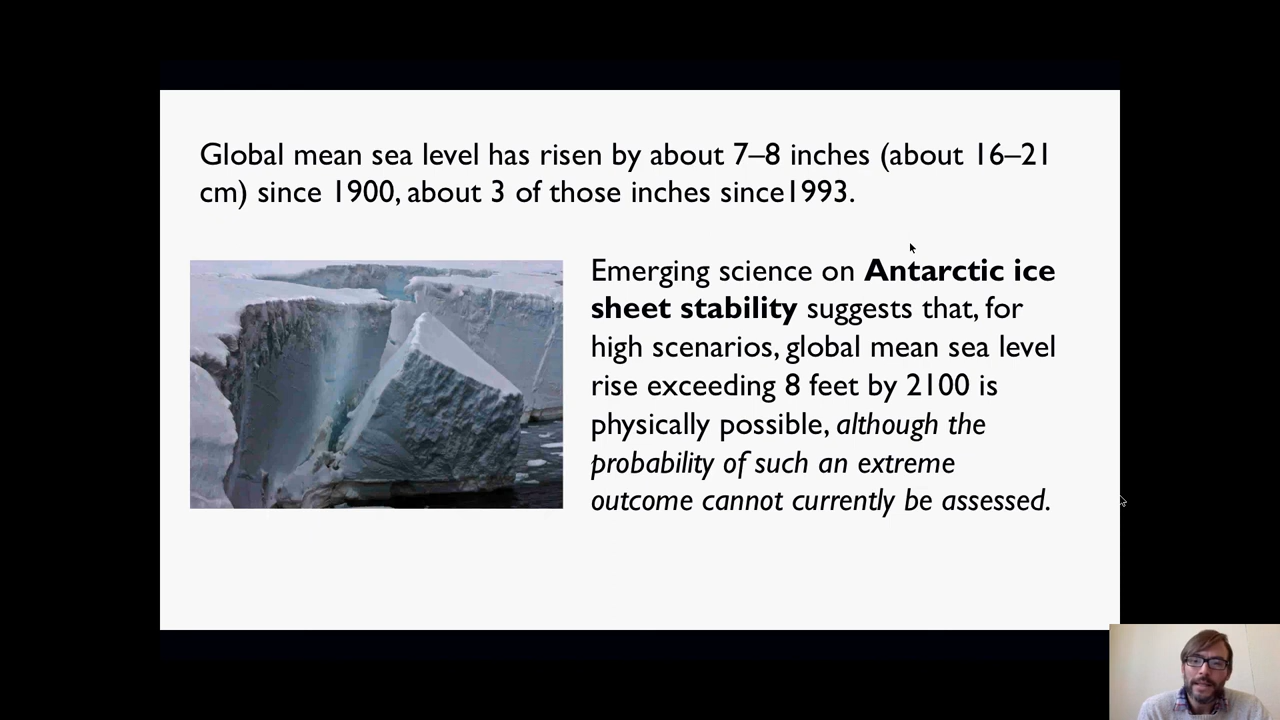 Global mean sea level has risen by about 7–8 inches (about 16–21
cm) since 1900, about 3 of those inches since1993.
Emerging science on Antarctic ice
sheet stability suggests that, for
high scenarios, global mean sea level
rise exceeding 8 feet by 2100 is
physically possible, although the
probability of such an extreme
outcome cannot currently be assessed.